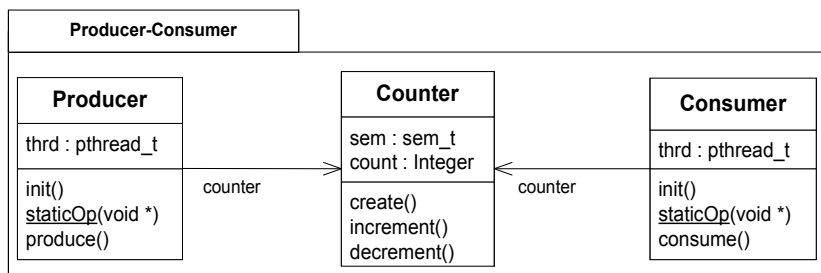 Producer-Consumer
Producer
thrd : pthread_t
init()
staticOp(void *)
produce()
counter
Counter
sem : sem_t
count : Integer
create()
increment()
decrement()
counter
Consumer
thrd : pthread_t
init()
staticOp(void *)
consume()